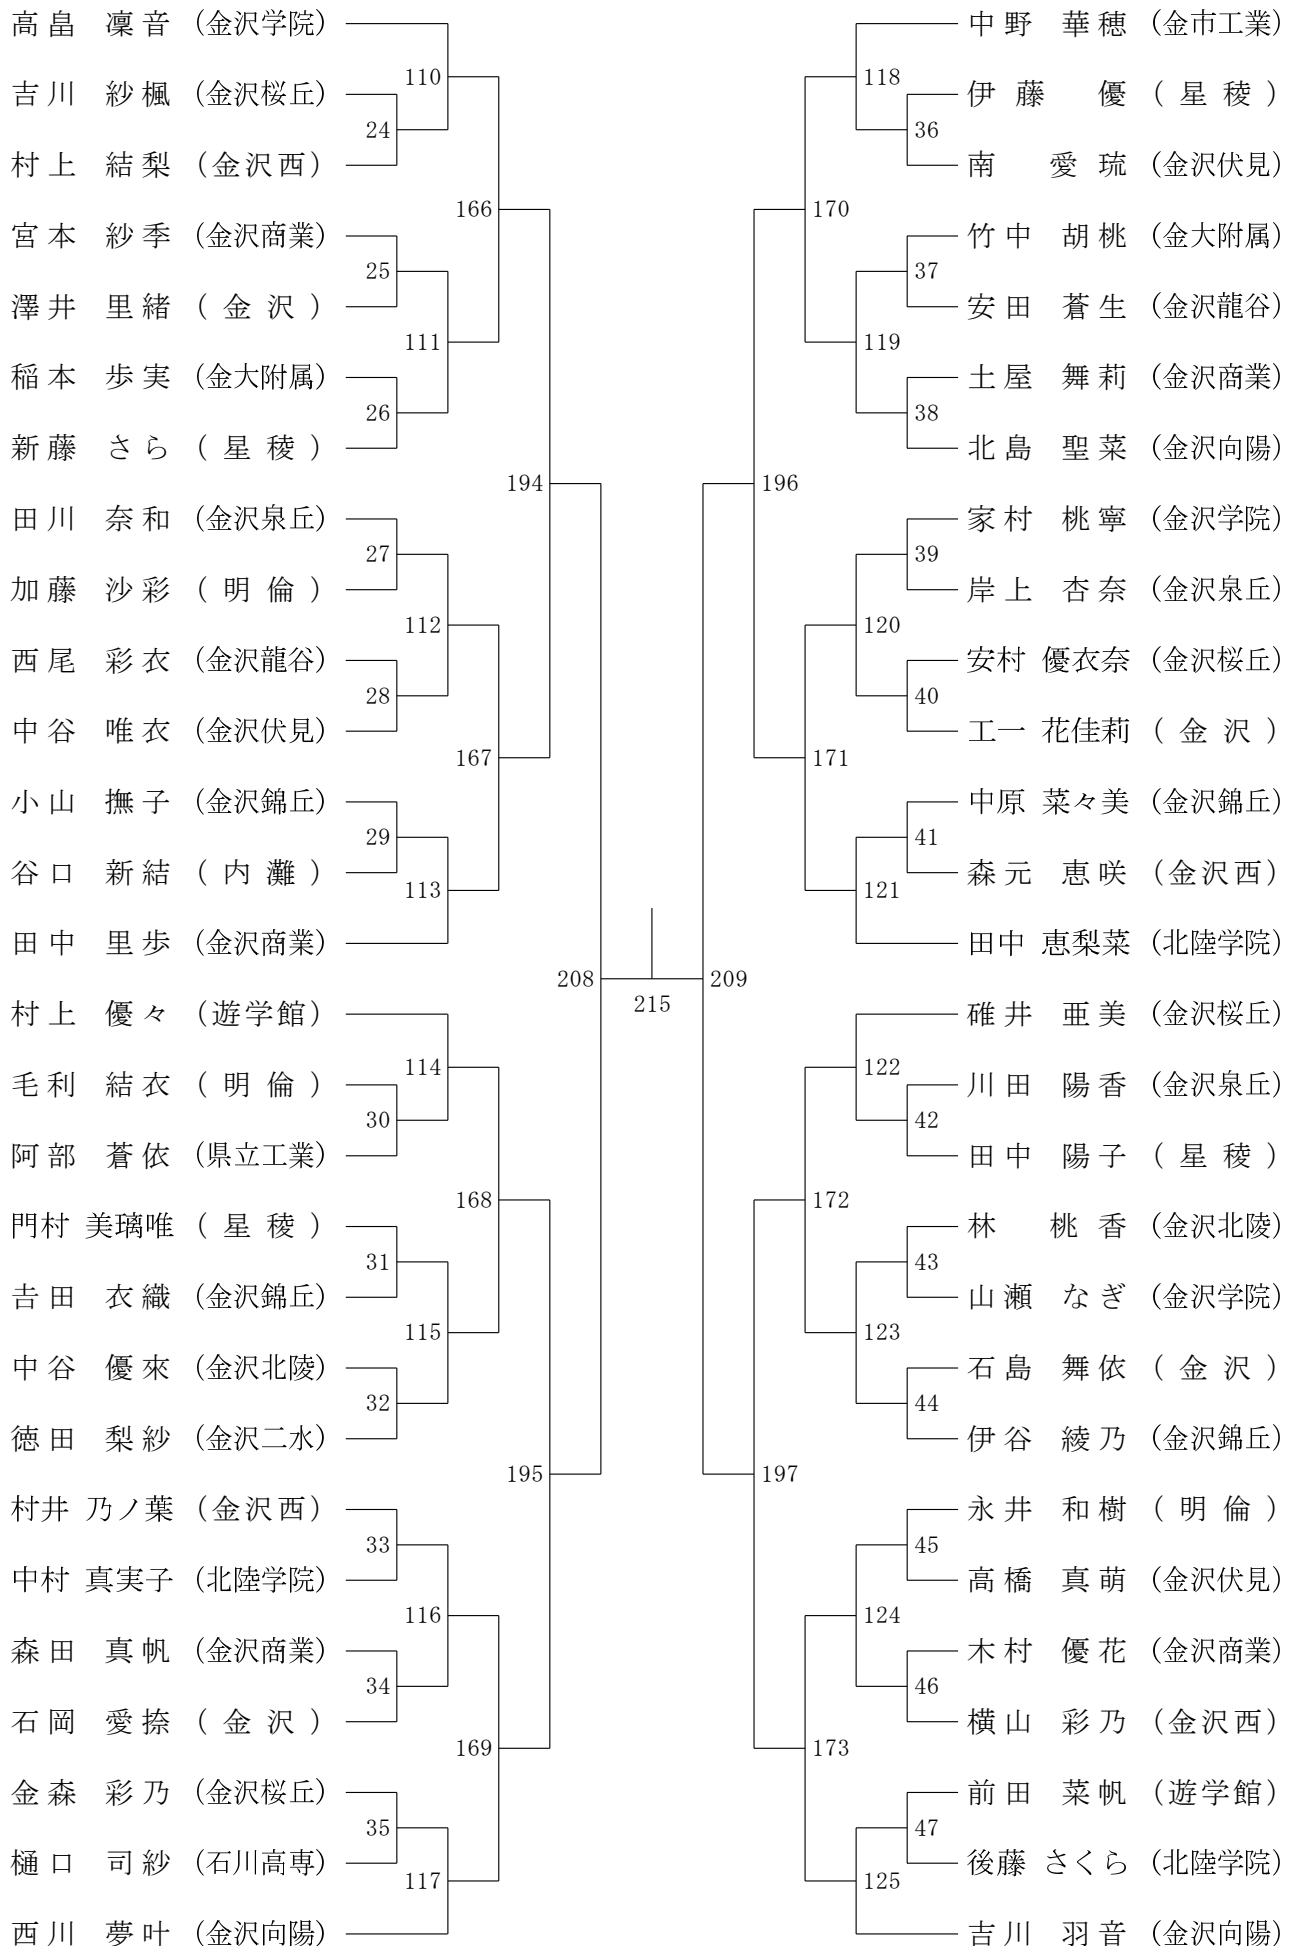 高畠 凜音 (金沢学院)
110
吉川 紗楓 (金沢桜丘)
24
村上 結梨 (金沢西)
166
宮本 紗季 (金沢商業)
25
澤井 里緒 (金沢)
111
稲本 歩実 (金大附属)
26
新藤 さら (星稜)
194
田川 奈和 (金沢泉丘)
27
加藤 沙彩 (明倫)
112
西尾 彩衣 (金沢龍谷)
28
中谷 唯衣 (金沢伏見)
167
小山 撫子 (金沢錦丘)
29
谷口 新結 (内灘)
113
田中 里歩 (金沢商業)
208
村上 優々 (遊学館)
114
毛利 結衣 (明倫)
30
阿部 蒼依 (県立工業)
168
門村 美璃唯 (星稜)
31
吉田 衣織 (金沢錦丘)
115
中谷 優來 (金沢北陵)
32
徳田 梨紗 (金沢二水)
195
村井 乃ノ葉 (金沢西)
33
中村 真実子 (北陸学院)
116
森田 真帆 (金沢商業)
34
石岡 愛捺 (金沢)
169
金森 彩乃 (金沢桜丘)
35
樋口 司紗 (石川高専)
117
西川 夢叶 (金沢向陽)
215
中野 華穂 (金市工業)
118
伊藤 優 (星稜)
36
南 愛琉 (金沢伏見)
170
竹中 胡桃 (金大附属)
37
安田 蒼生 (金沢龍谷)
119
土屋 舞莉 (金沢商業)
38
北島 聖菜 (金沢向陽)
196
家村 桃寧 (金沢学院)
39
岸上 杏奈 (金沢泉丘)
120
安村 優衣奈 (金沢桜丘)
40
工一 花佳莉 (金沢)
171
中原 菜々美 (金沢錦丘)
41
森元 恵咲 (金沢西)
121
田中 恵梨菜 (北陸学院)
209
碓井 亜美 (金沢桜丘)
122
川田 陽香 (金沢泉丘)
42
田中 陽子 (星稜)
172
林 桃香 (金沢北陵)
43
山瀬 なぎ (金沢学院)
123
石島 舞依 (金沢)
44
伊谷 綾乃 (金沢錦丘)
197
永井 和樹 (明倫)
45
高橋 真萌 (金沢伏見)
124
木村 優花 (金沢商業)
46
横山 彩乃 (金沢西)
173
前田 菜帆 (遊学館)
47
後藤 さくら (北陸学院)
125
吉川 羽音 (金沢向陽)